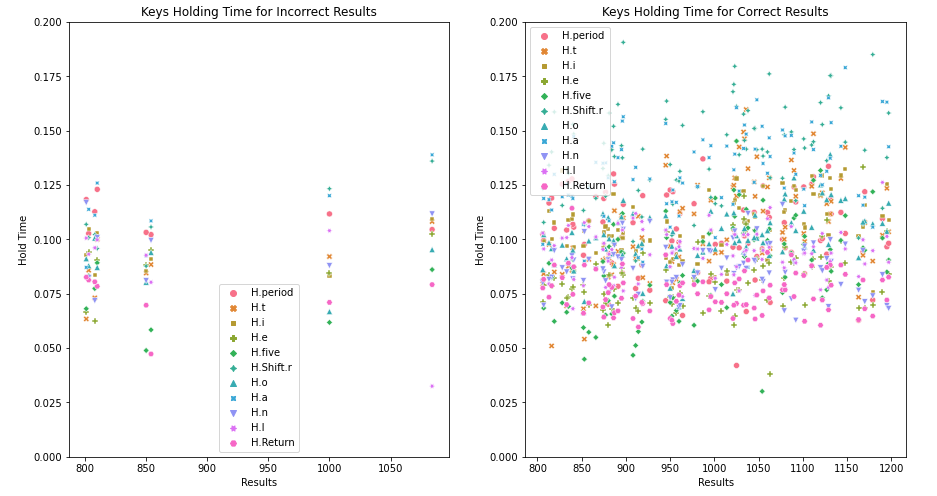 Keys Holding Time for Incorrect Results
0.200
0.175
0.150
0.125
0.100
0.075
0.050
0.025
0.000
Hold Time
800
850
900
950
1000
1050
Results
H.period
H.t
H.i
H.e
H.five
H.Shift.r
H.o
H.a
H.n
H.l
H.Return
Keys Holding Time for Correct Results
0.200
0.175
0.150
0.125
0.100
0.075
0.050
0.025
0.000
Hold Time
800
850
900
950
1000
1050
1100
1150
1200
Results
H.period
H.t
H.i
H.e
H.five
H.Shift.r
H.o
H.a
H.n
H.l
H.Return